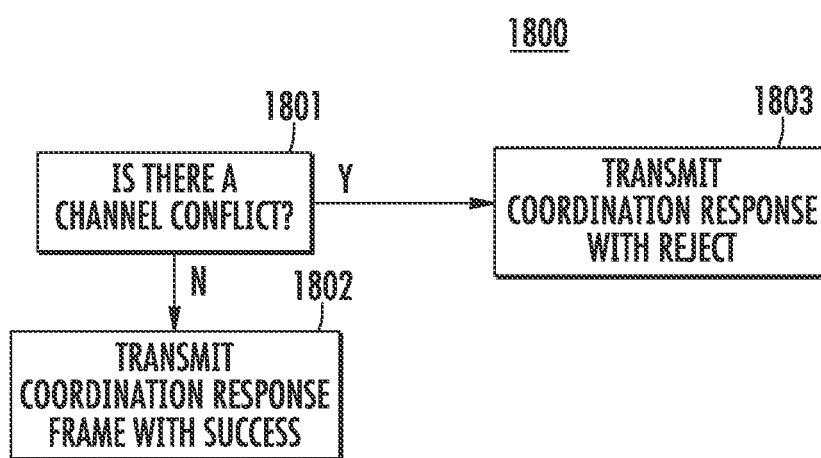 1800
1801
IS THERE A
CHANNEL CONFLICT?
Y
1803
TRANSMIT
COORDINATION RESPONSE
WITH REJECT
N
1802
TRANSMIT
COORDINATION RESPONSE
FRAME WITH SUCCESS